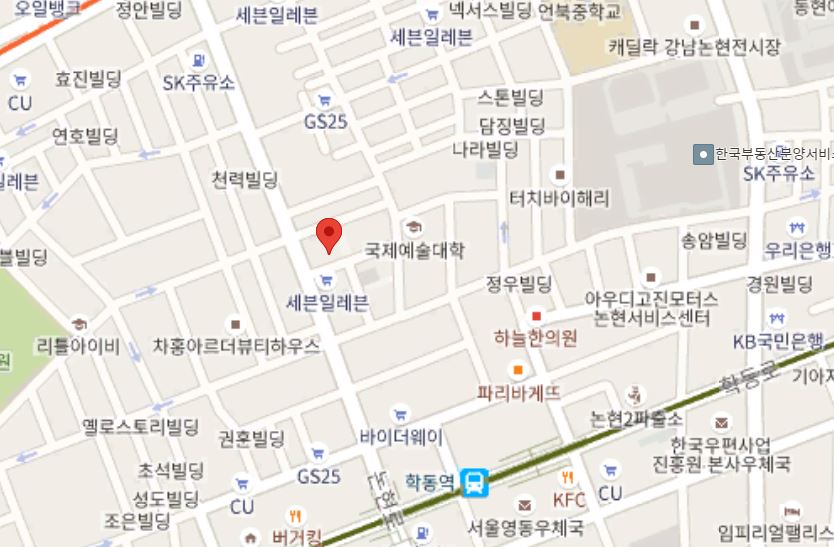 오일뱅크
정안빌딩
세븐일레븐
넥서스빌딩
언북중학교
세븐일레븐
캐딜락 강남논현전시장
효진빌딩
SK주유소
CU
스톤빌딩
GS25
담징빌딩
연호빌딩
나라빌딩
한국부동산분양서비
SK주유소
천력빌딩
터치바이해리
국제예술대학
송암빌딩
우리은행
정우빌딩
경원빌딩
세븐일레븐
아우디고진모터스
논현서비스센터
하늘한의원
KB국민은행
리틀아이비
차홍아르더뷰티하우스
학동로
기아자
파리바게뜨
논현2파출소
옐로스토리빌딩
권훈빌딩
바이더웨이
한국우편사업
진흥원 본사우체국
초석빌딩
GS25
학동역
논현로
CU
KFC
CU
성도빌딩
조은빌딩
버거킹
서울영동우체국
임피리얼팰리스